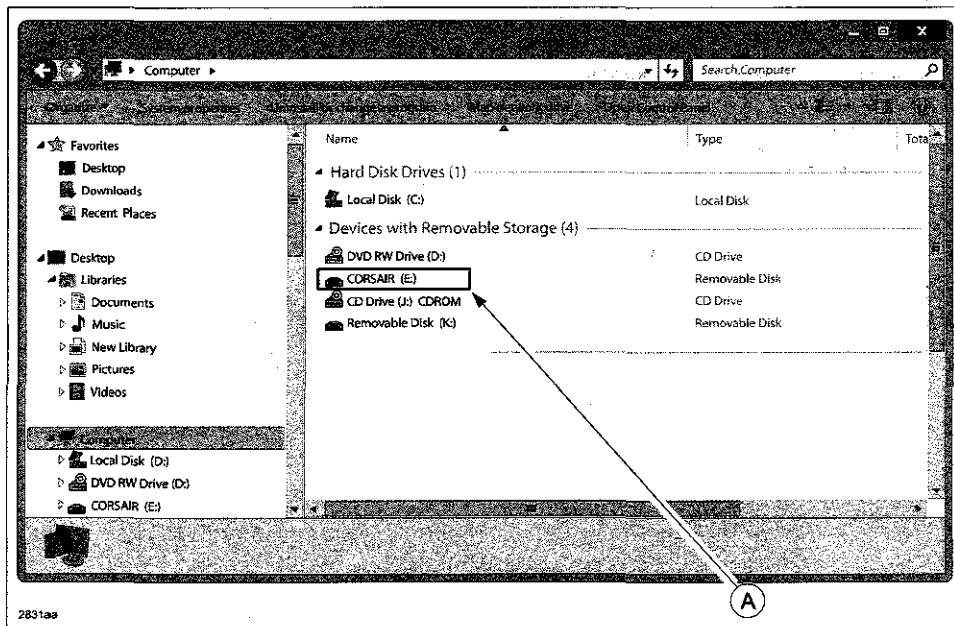 Computer
Search Computer
Favorites
Desktop
Downloads
Recent Places
Desktop
Libraries
Documents
Music
New Library
Pictures
Videos
Computer
Local Disk (D:)
DVD RW Drive (D:)
CORSAIR (E:)
Name Type Tota
Hard Disk Drives (1)
Local Disk (C:) Local Disk
Devices with Removable Storage (4)
DVD RW Drive (D:) CD Drive
CORSAIR (E:) Removable Disk
CD Drive (J:) CDROM CD Drive
Removable Disk (K:) Removable Disk
A
2831aa